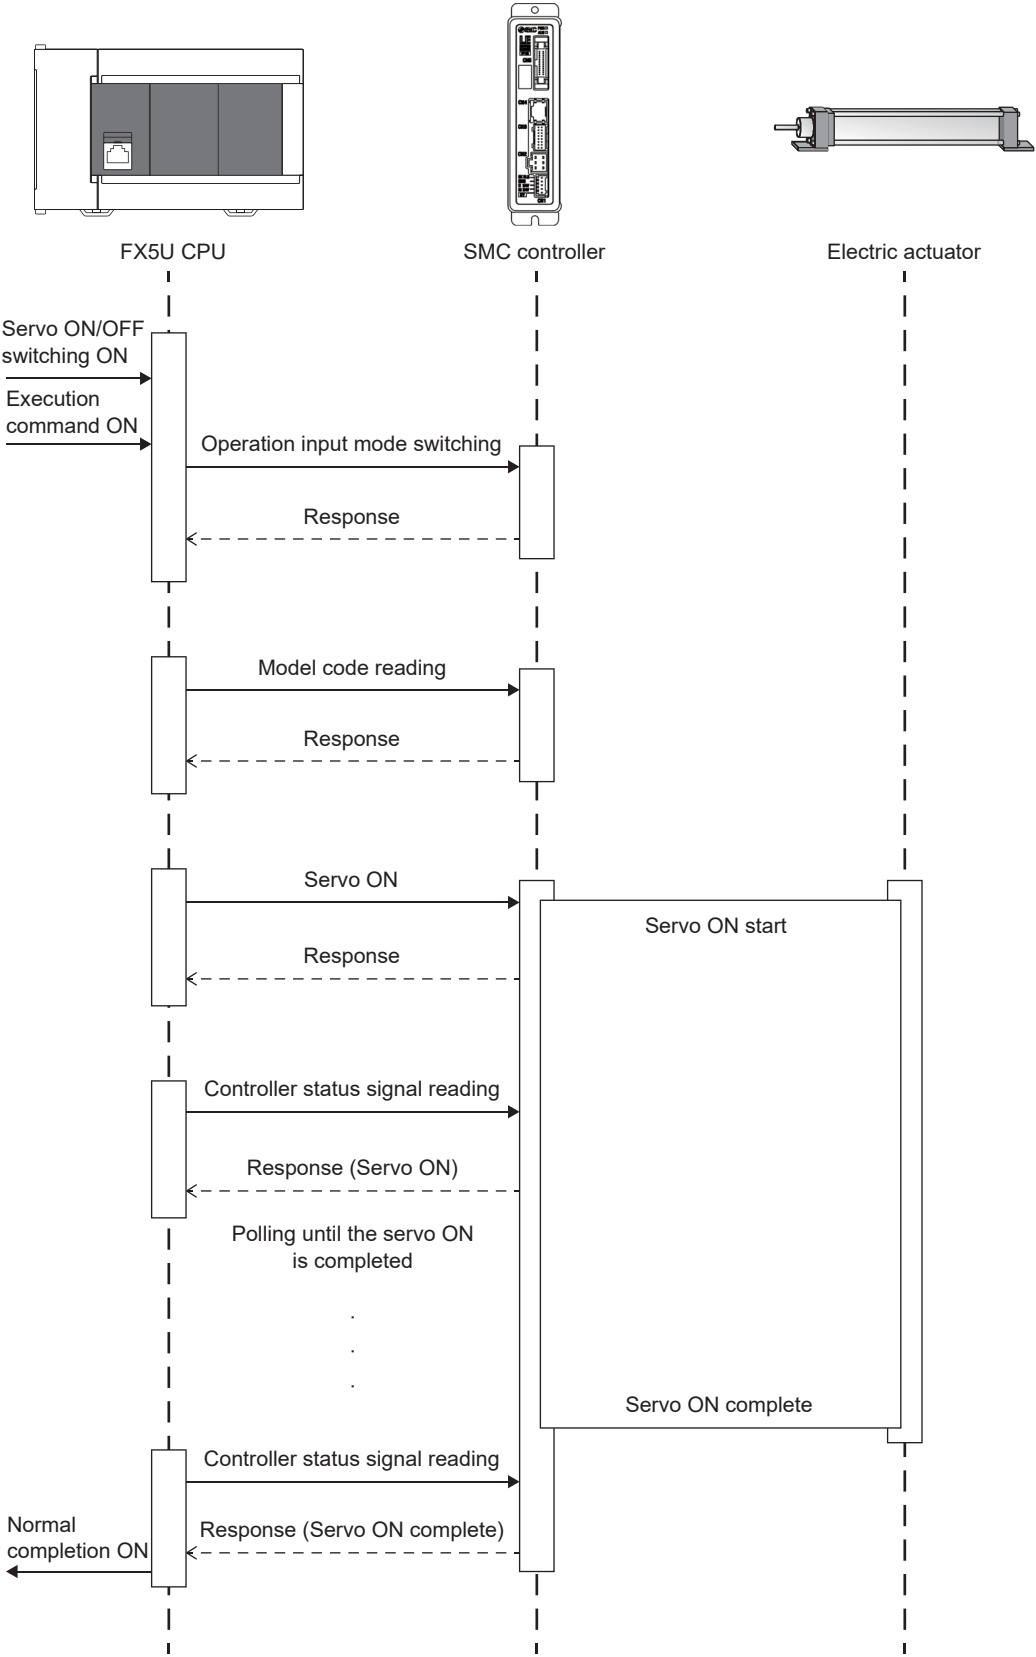 FX5U CPU
SMC controller
Electric actuator
Servo ON/OFF
switching ON
Execution
command ON
Operation input mode switching
Response
Model code reading
Response
Servo ON
Servo ON start
Response
Controller status signal reading
Response (Servo ON)
Polling until the servo ON
is completed
.
.
.
Servo ON complete
Controller status signal reading
Normal
completion ON
Response (Servo ON complete)